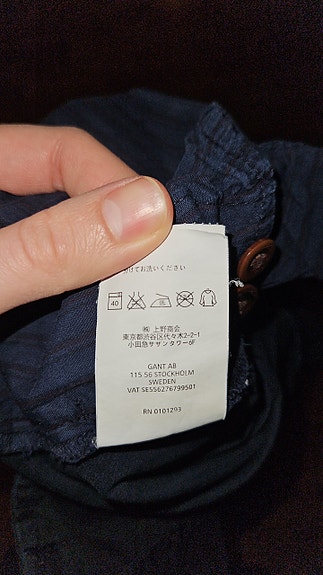 けてお洗いください
40
㈱ 上野商会
東京都渋谷区代々木2-2-1
小田急サザンタワー6F
GANT AB
115 56 STOCKHOLM
SWEDEN
VAT SE556276799501
RN 0101293